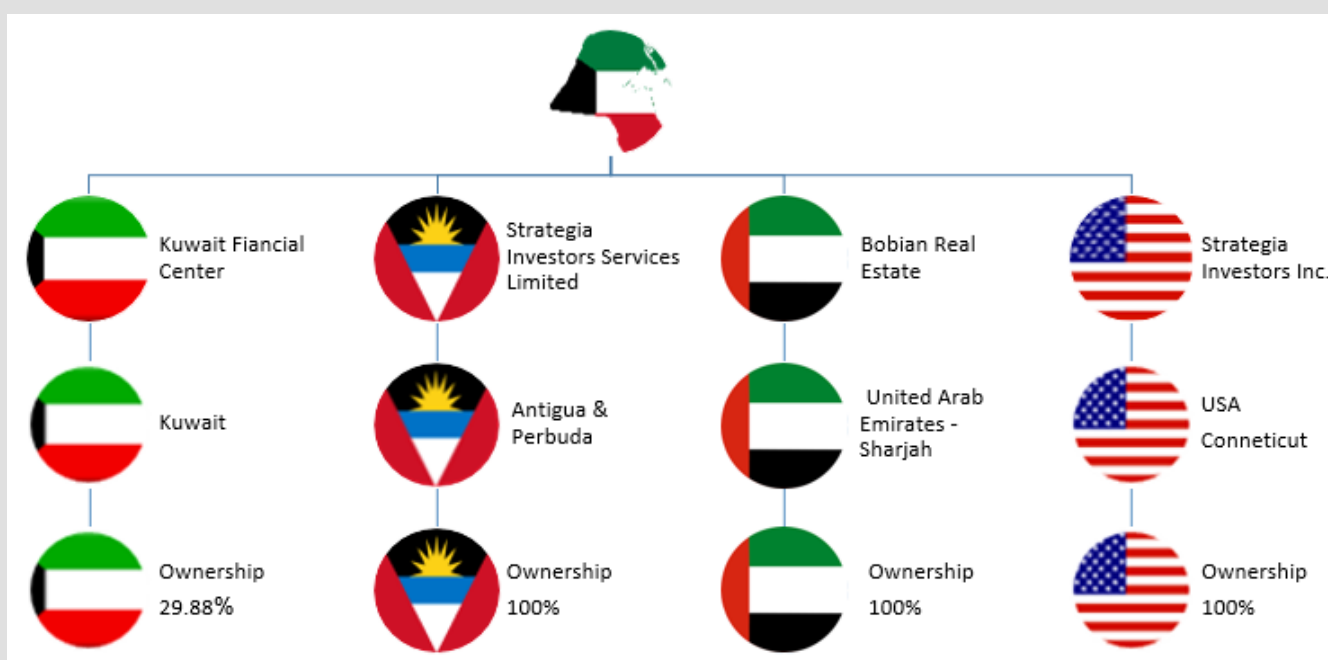 Kuwait Fiancial
Center
Strategia
Investors Services
Limited
Bobian Real
Estate
Strategia
Investors Inc.
Kuwait
Antigua &
Perbuda
United Arab
Emirates -
Sharjah
USA
Conneticut
Ownership
29.88%
Ownership
100%
Ownership
100%
Ownership
100%